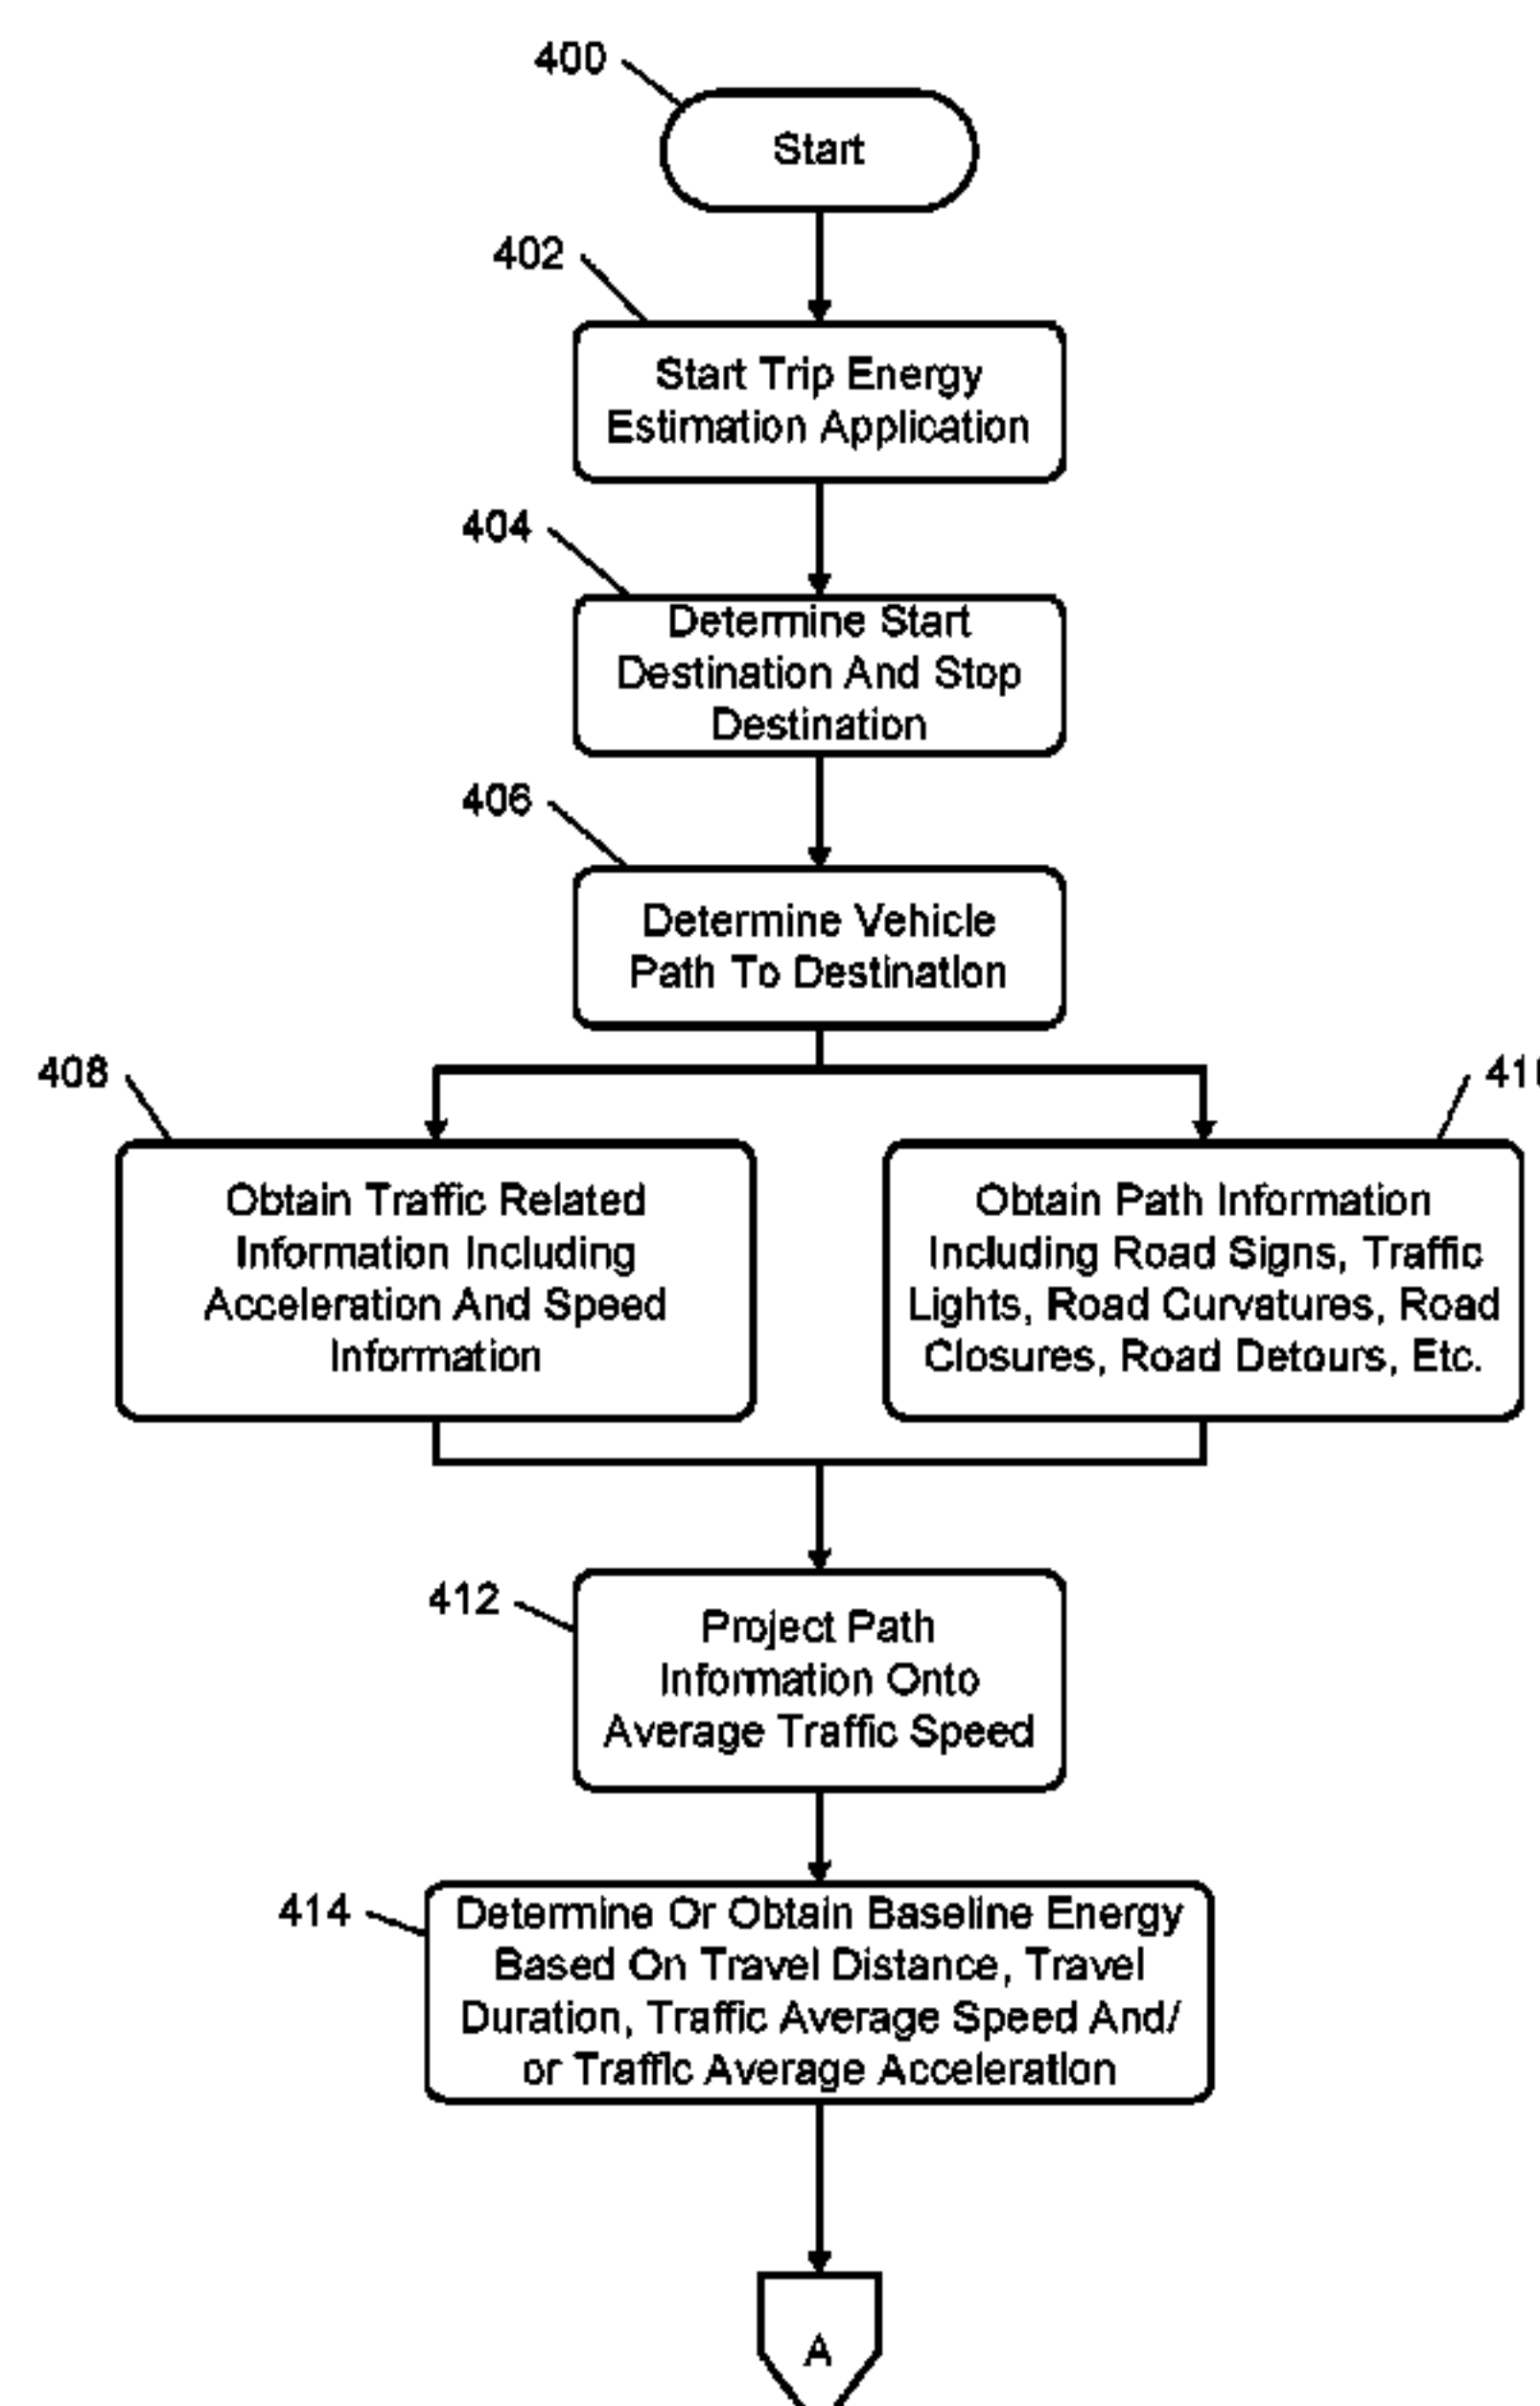 400
Start
402
Start Trip Energy
Estimation Application
404
Determine Start
Destination And Stop
Destination
406
Determine Vehicle
Path To Destination
408
Obtain Traffic Related
Information Including
Acceleration And Speed
Information
Obtain Path Information
Including Road Signs, Traffic
Lights, Road Curvatures, Road
Closures, Road Detours, Etc.
412
Project Path
Information Onto
Average Traffic Speed
414
Determine Or Obtain Baseline Energy
Based On Travel Distance, Travel
Duration, Traffic Average Speed And/
or Traffic Average Acceleration
A